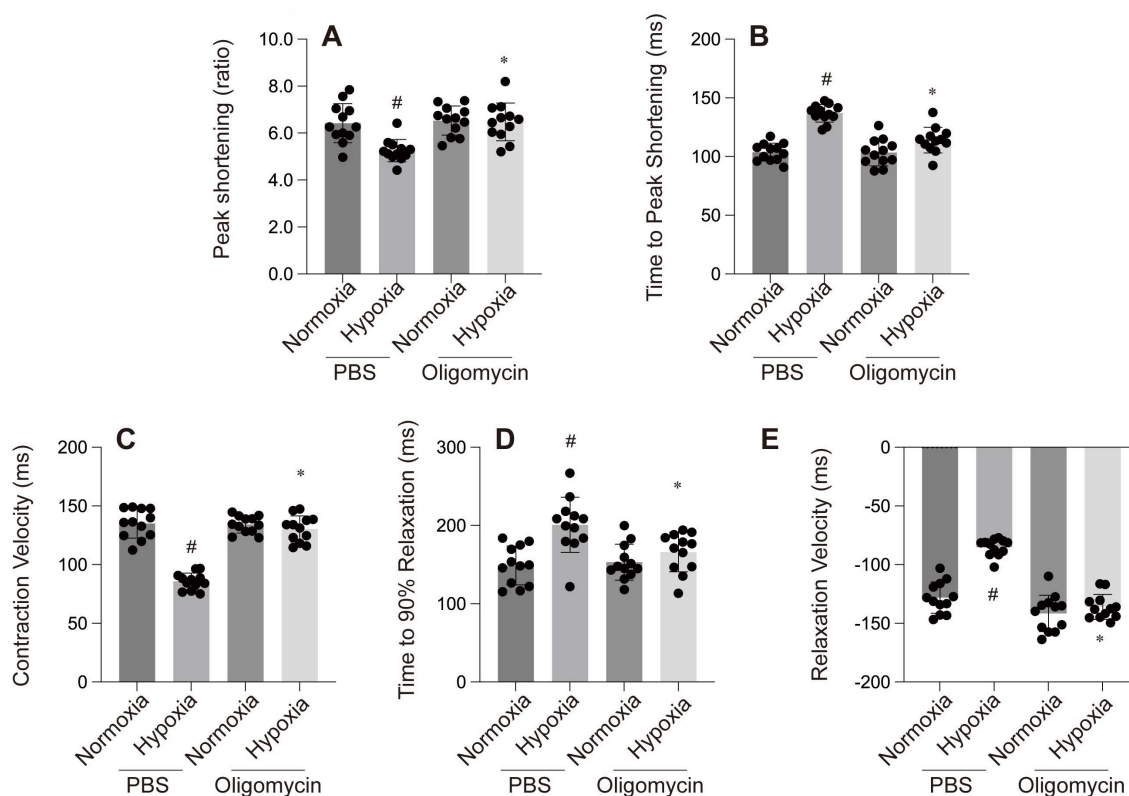 A
Peak shortening (ratio)
10.0
8.0
6.0
4.0
2.0
0.0
#
*
Normoxia
Hypoxia
Normoxia
Hypoxia
PBS
Oligomycin
B
Time to Peak Shortening (ms)
200
150
100
50
0
#
*
Normoxia
Hypoxia
Normoxia
Hypoxia
PBS
Oligomycin
C
Contraction Velocity (ms)
200
150
100
50
0
#
*
Normoxia
Hypoxia
Normoxia
Hypoxia
PBS
Oligomycin
D
Time to 90% Relaxation (ms)
300
200
100
0
#
*
Normoxia
Hypoxia
Normoxia
Hypoxia
PBS
Oligomycin
E
Relaxation Velocity (ms)
0
-50
-100
-150
-200
#
*
Normoxia
Hypoxia
Normoxia
Hypoxia
PBS
Oligomycin